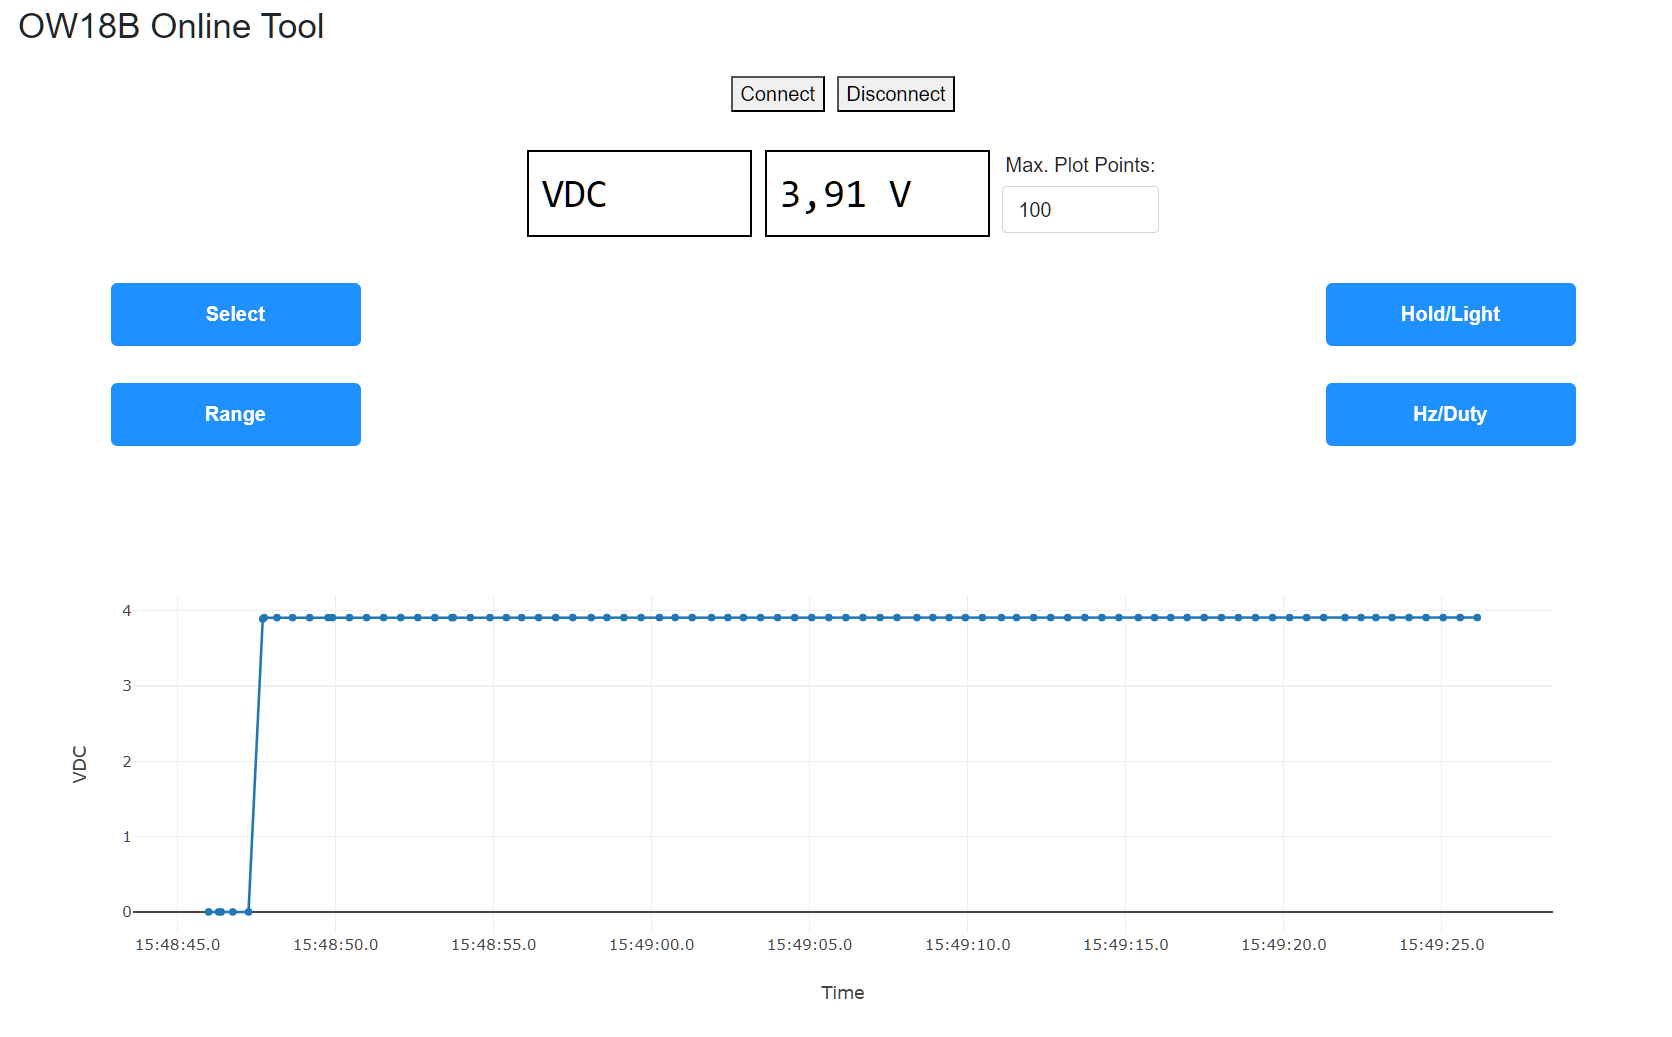 OW18B Online Tool
Connect Disconnect
VDC 3,91 V Max. Plot Points:
100
Select Hold/Light
Range Hz/Duty
4
3
2
1
0
VDC
15:48:45.0 15:48:50.0 15:48:55.0 15:49:00.0 15:49:05.0 15:49:10.0 15:49:15.0 15:49:20.0 15:49:25.0
Time